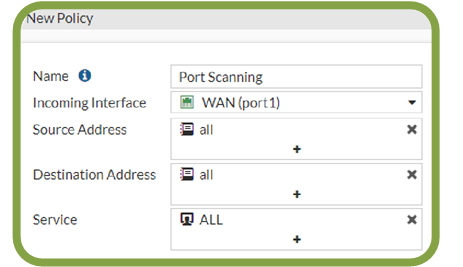 New Policy
Name Port Scanning
Incoming Interface WAN (port1)
Source Address all
Destination Address all
Service ALL